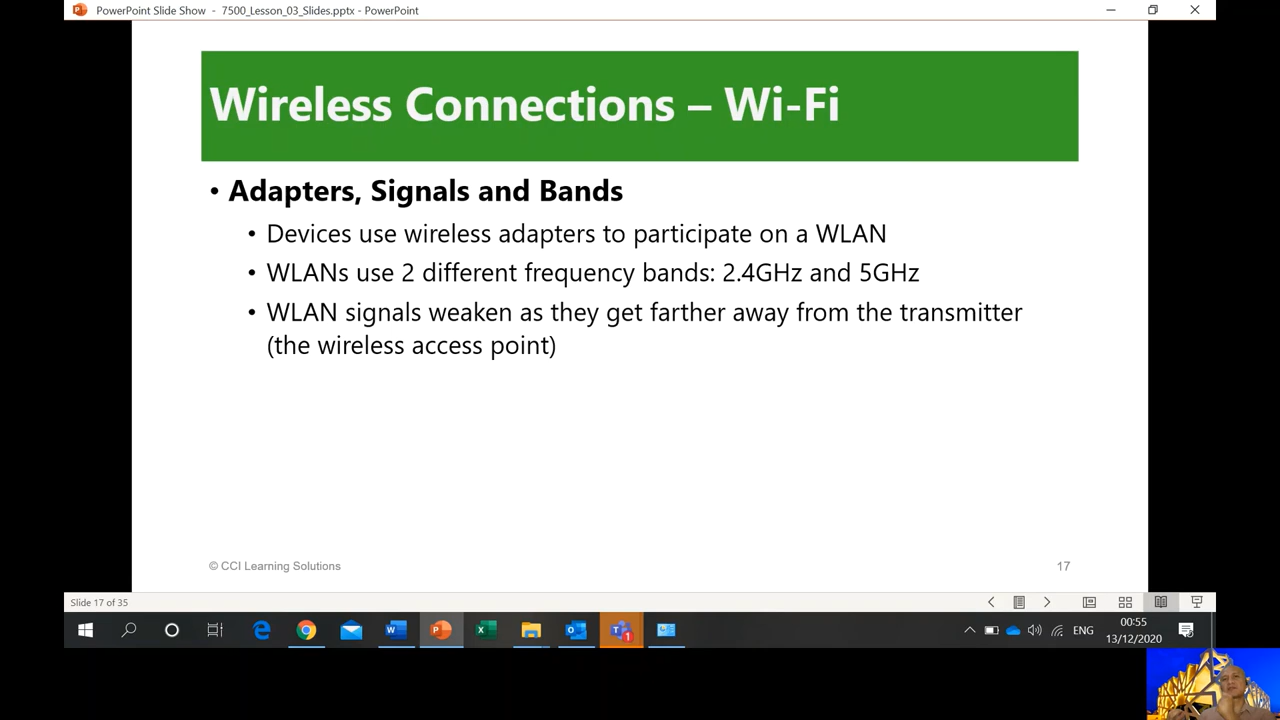 PowerPoint Slide Show - 7500_Lesson_03_Slides.pptx - PowerPoint
Wireless Connections – Wi-Fi
• Adapters, Signals and Bands
• Devices use wireless adapters to participate on a WLAN
• WLANs use 2 different frequency bands: 2.4GHz and 5GHz
• WLAN signals weaken as they get farther away from the transmitter
(the wireless access point)
© CCI Learning Solutions
17
Slide 17 of 35
ENG
00:55
13/12/2020